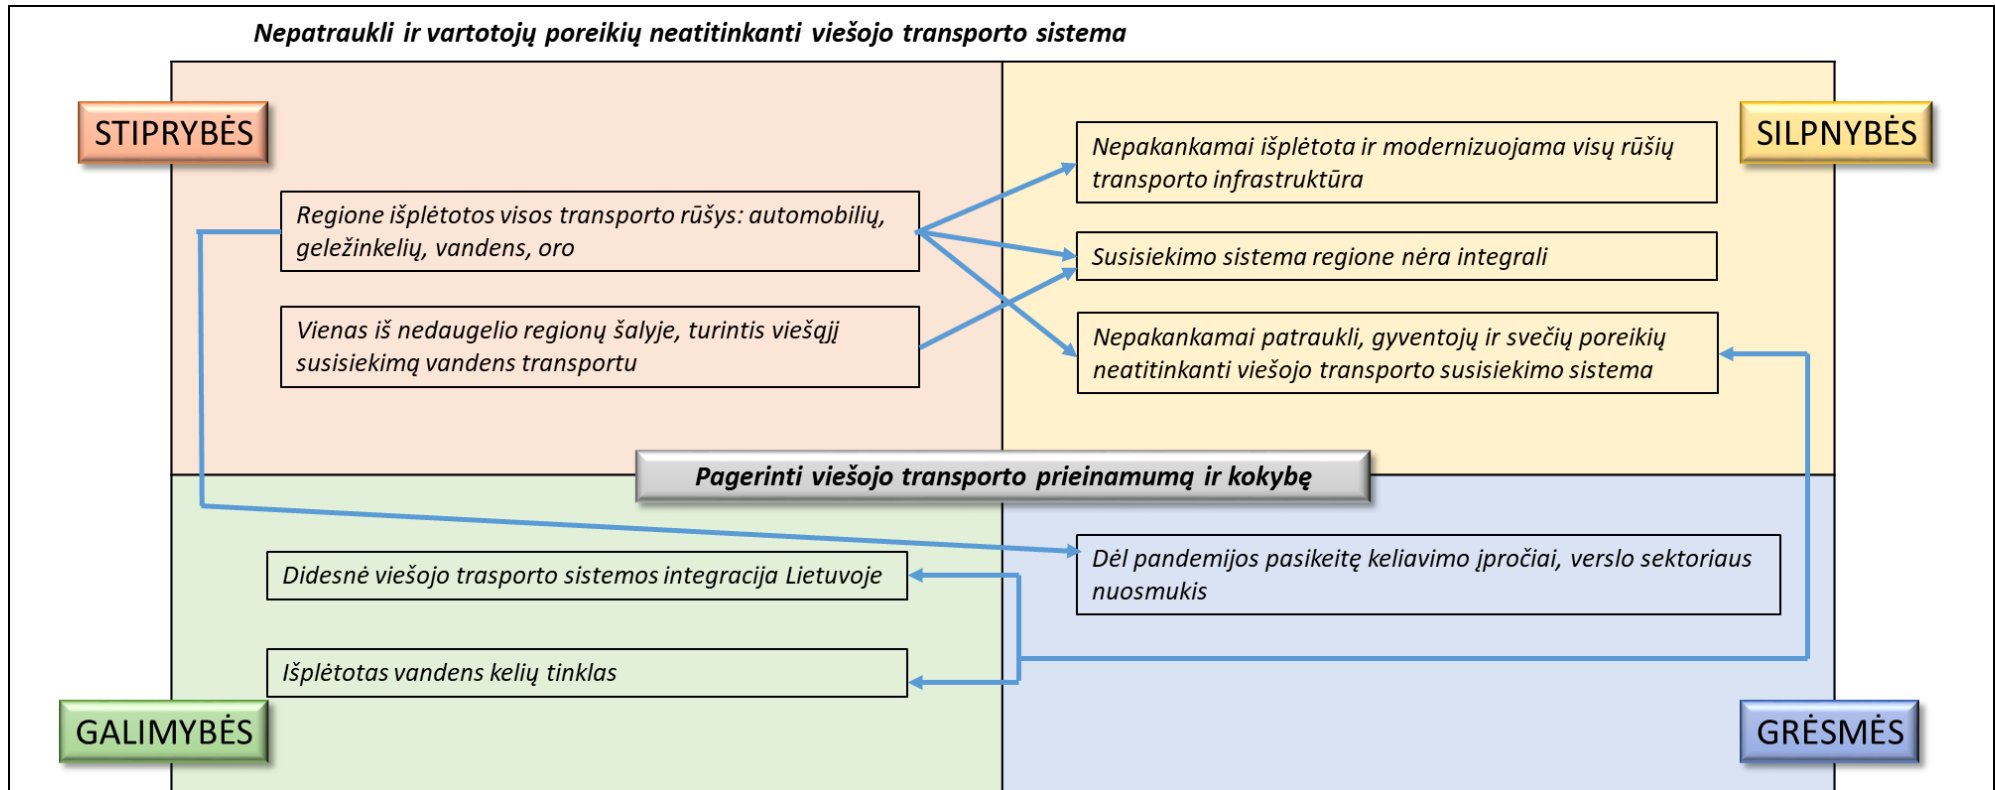 Nepatraukli ir vartotojų poreikių neatitinkanti viešojo transporto sistema
STIPRYBĖS
SILPNYBĖS
Regione išplėtotos visos transporto rūšys: automobilių,
geležinkelių, vandens, oro
Vienas iš nedaugelio regionų šalyje, turintis viešąjį
susisiekimą vandens transportu
Nepakankamai išplėtota ir modernizuojama visų rūšių
transporto infrastruktūra
Susisiekimo sistema regione nėra integrali
Nepakankamai patraukli, gyventojų ir svečių poreikių
neatitinkanti viešojo transporto susisiekimo sistema
Pagerinti viešojo transporto prieinamumą ir kokybę
Didesnė viešojo trasporto sistemos integracija Lietuvoje
Išplėtotas vandens kelių tinklas
Dėl pandemijos pasikeitę keliavimo įpročiai, verslo sektoriaus
nuosmukis
GALIMYBĖS
GRĖSMĖS